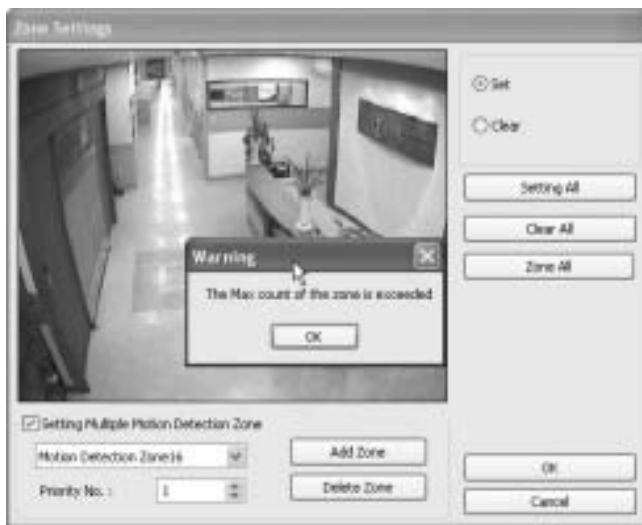 Zone Settings
Set
Clear
Setting All
Clear All
Zone All
Warning
The Max count of the zone is exceeded
OK
Setting Multiple Motion Detection Zone
Motion Detection Zone16
Add Zone
Priority No. :
1
Delete Zone
OK
Cancel